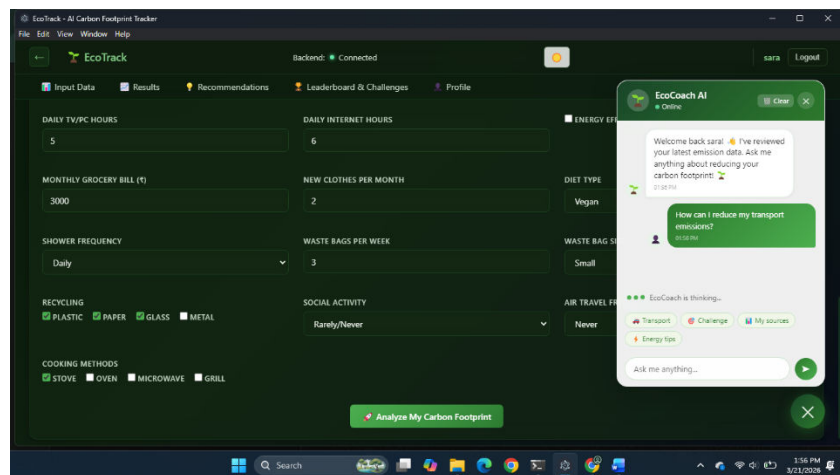 EcoTrack - AI Carbon Footprint Tracker
File Edit View Window Help
EcoTrack
Backend: Connected
sara
Logout
Input Data
Results
Recommendations
Leaderboard & Challenges
Profile
DAILY TV/PC HOURS
5
DAILY INTERNET HOURS
6
ENERGY EF
MONTHLY GROCERY BILL (₹)
3000
NEW CLOTHES PER MONTH
2
DIET TYPE
Vegan
SHOWER FREQUENCY
Daily
WASTE BAGS PER WEEK
3
WASTE BAG SI
Small
RECYCLING
PLASTIC PAPER GLASS METAL
SOCIAL ACTIVITY
Rarely/Never
AIR TRAVEL FR
Never
COOKING METHODS
STOVE OVEN MICROWAVE GRILL
Analyze My Carbon Footprint
EcoCoach AI
Online
Clear
Welcome back sara! I've reviewed
your latest emission data. Ask me
anything about reducing your
carbon footprint!
01:56 PM
How can I reduce my transport
emissions?
01:56 PM
EcoCoach is thinking...
Transport
Challenge
My sources
Energy tips
Ask me anything...
Search
1:56 PM
3/21/2026